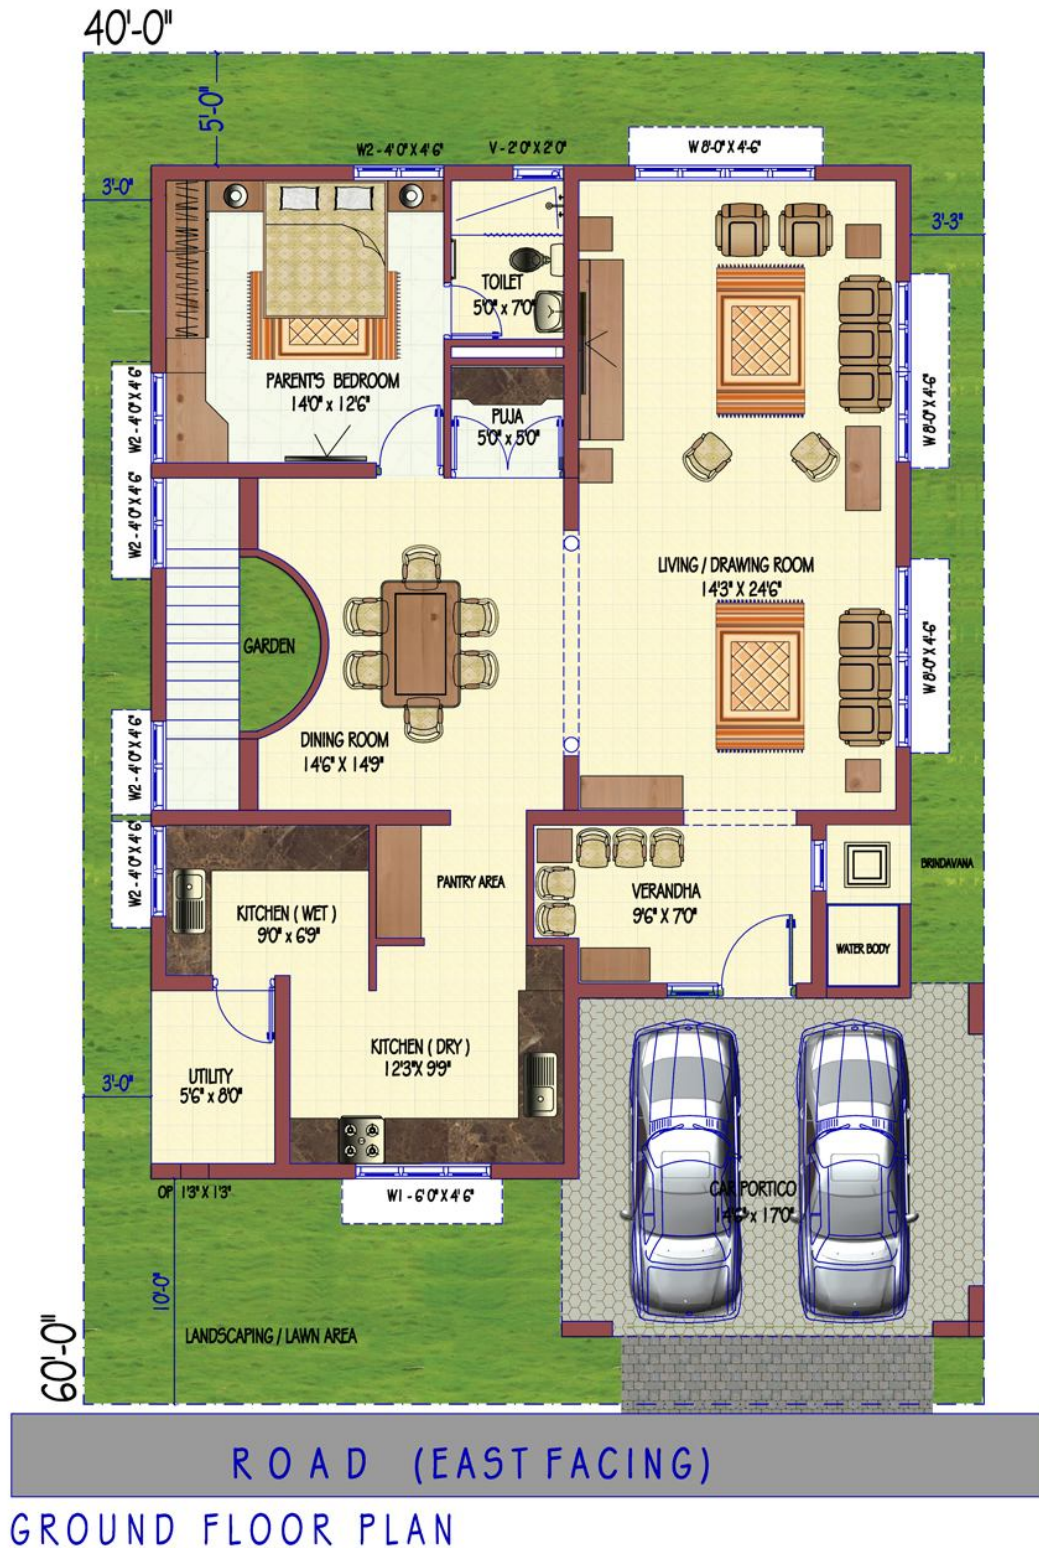 40'-0"
5'-0"
W2 - 4'0" X 4'6"
V - 2'0" X 2'0"
W 8'-0" X 4'-6"
3'-0"
3'-3"
TOILET
5'0" x 7'0"
PARENT'S BEDROOM
14'0" x 12'6"
PUJA
5'0" x 5'0"
W2 - 4'0" X 4'6"
W 8'-0" X 4'-6"
W2 - 4'0" X 4'6"
LIVING / DRAWING ROOM
14'3" X 24'6"
GARDEN
W 8'-0" X 4'-6"
DINING ROOM
14'6" X 14'9"
W2 - 4'0" X 4'6"
W2 - 4'0" X 4'6"
PANTRY AREA
VERANDHA
9'6" X 7'0"
BRINDAVANA
KITCHEN ( WET )
9'0" x 6'9"
WATER BODY
KITCHEN ( DRY )
12'3"X 9'9"
UTILITY
5'6" x 8'0"
3'-0"
OP 1'3" X 1'3"
W1 - 6'0" X 4'6"
CAR PORTICO
14'6" x 17'0"
10'-0"
LANDSCAPING / LAWN AREA
60'-0"
ROAD (EAST FACING)
GROUND FLOOR PLAN